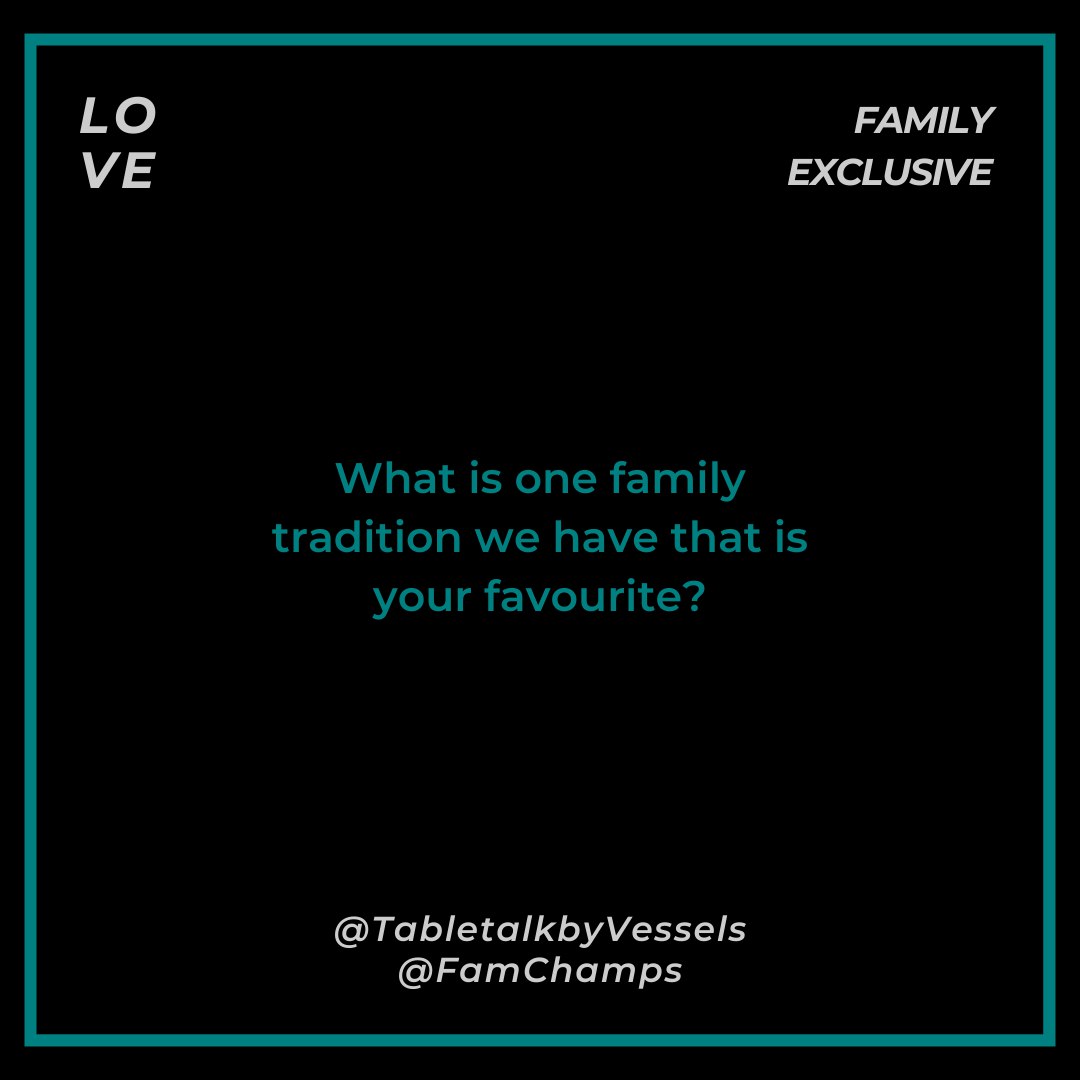 LO
VE
FAMILY
EXCLUSIVE
What is one family
tradition we have that is
your favourite?
@TabletalkbyVessels
@FamChamps